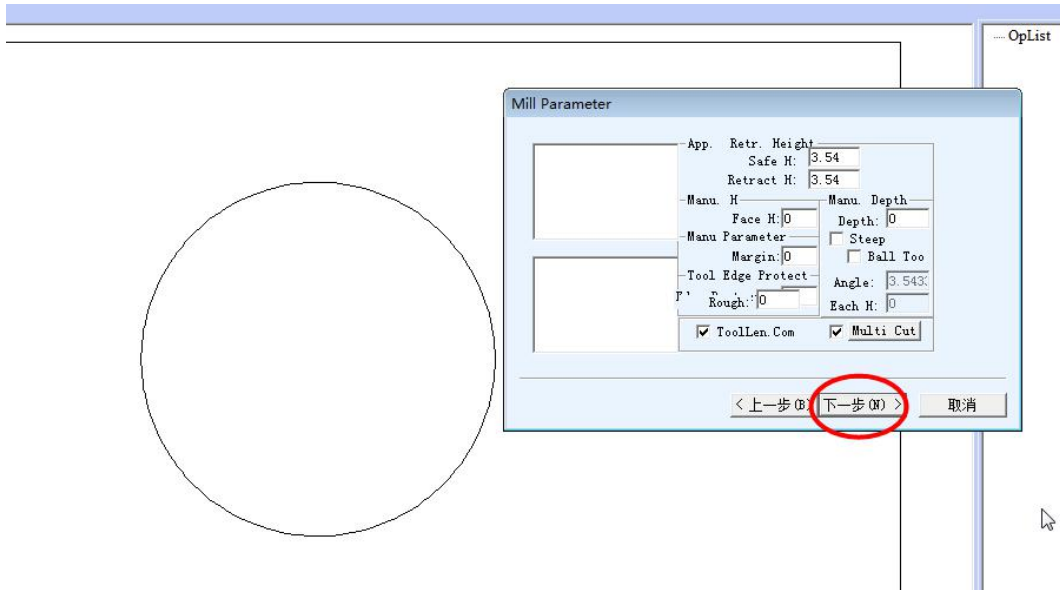 OpList
Mill Parameter
App. Retr. Height
Safe H: 3.54
Retract H: 3.54
Manu. H
Face H: 0
Manu. Depth
Depth: 0
Manu Parameter
Margin: 0
Steep
Ball Too
Tool Edge Protect
Angle: 3.543
Rough: 0
Each H: 0
ToolLen. Com
Multi Cut
< 上一步(B)
下一步(N) >
取消